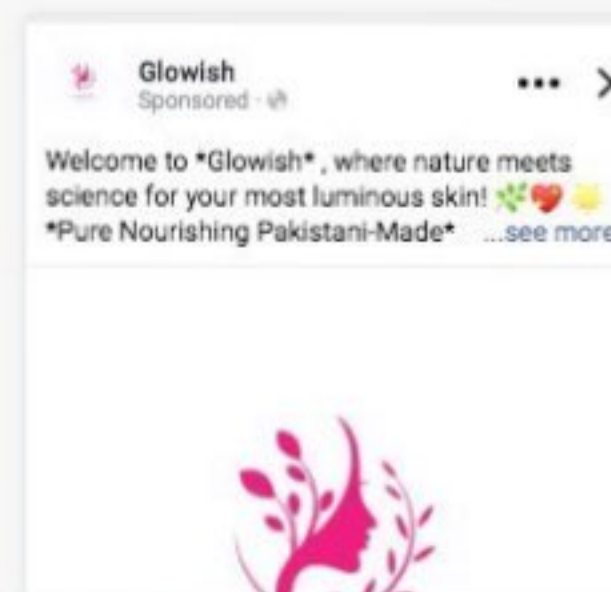 Glowish
Sponsored ·
Welcome to *Glowish* , where nature meets
science for your most luminous skin! 🌿💖🌟
*Pure Nourishing Pakistani-Made* ...see more